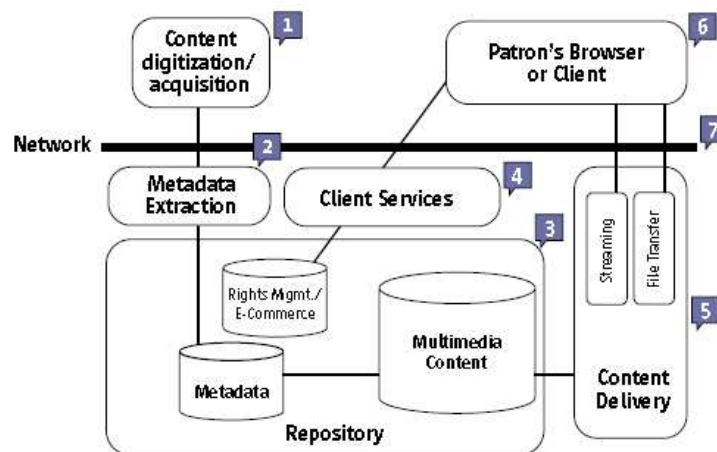 1
Content
digitization/
acquisition
6
Patron's Browser
or Client
Network
7
2
Metadata
Extraction
4
Client Services
3
Rights Mgmt./
E-Commerce
Metadata
Multimedia
Content
Repository
Streaming
File Transfer
5
Content
Delivery